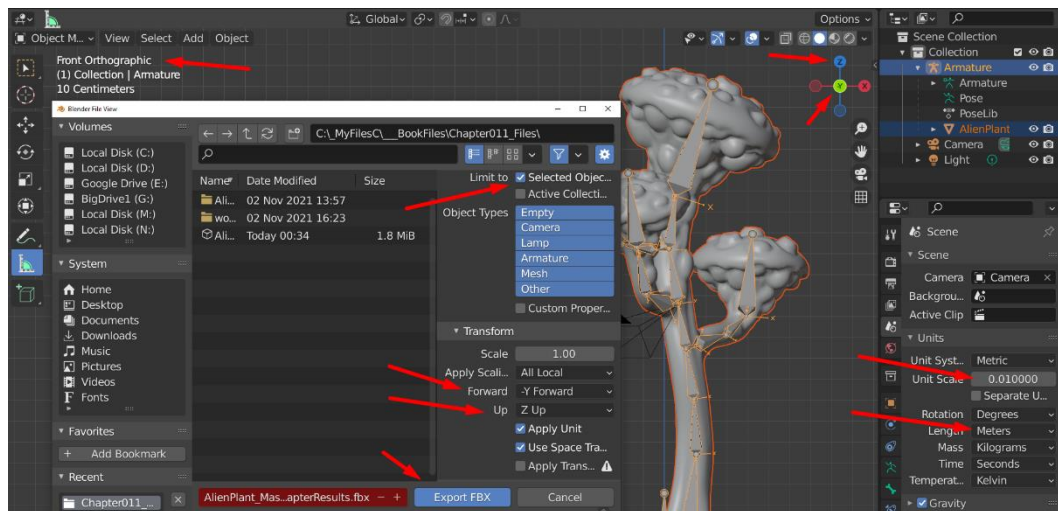 Global
Options
Object M...
View
Select
Add
Object
Front Orthographic
(1) Collection | Armature
10 Centimeters
Blender File View
Volumes
Local Disk (C:)
Local Disk (D:)
Google Drive (E:)
BigDrive1 (G:)
Local Disk (M:)
Local Disk (N:)
System
Home
Desktop
Documents
Downloads
Music
Pictures
Videos
Fonts
Favorites
+ Add Bookmark
Recent
Chapter011_...
C:\_MyFilesC\___BookFiles\Chapter011_Files\
Name Date Modified Size
Ali... 02 Nov 2021 13:57
wo... 02 Nov 2021 16:23
Ali... Today 00:34 1.8 MiB
Limit to Selected Objec...
Active Collecti...
Object Types Empty
Camera
Lamp
Armature
Mesh
Other
Custom Proper...
Transform
Scale 1.00
Apply Scali... All Local
Forward -Y Forward
Up Z Up
Apply Unit
Use Space Tra...
Apply Trans...
AlienPlant_Mas...apterResults.fbx - +
Export FBX
Cancel
Z
-Y
X
Scene Collection
Collection
Armature
Armature
Pose
PoseLib
AlienPlant
Camera
Light
Scene
Scene
Camera Camera
Backgrou...
Active Clip
Units
Unit Syst... Metric
Unit Scale 0.010000
Separate U...
Rotation Degrees
Length Meters
Mass Kilograms
Time Seconds
Temperat... Kelvin
Gravity